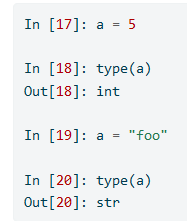 In [17]: a = 5
In [18]: type(a)
Out[18]: int
In [19]: a = "foo"
In [20]: type(a)
Out[20]: str